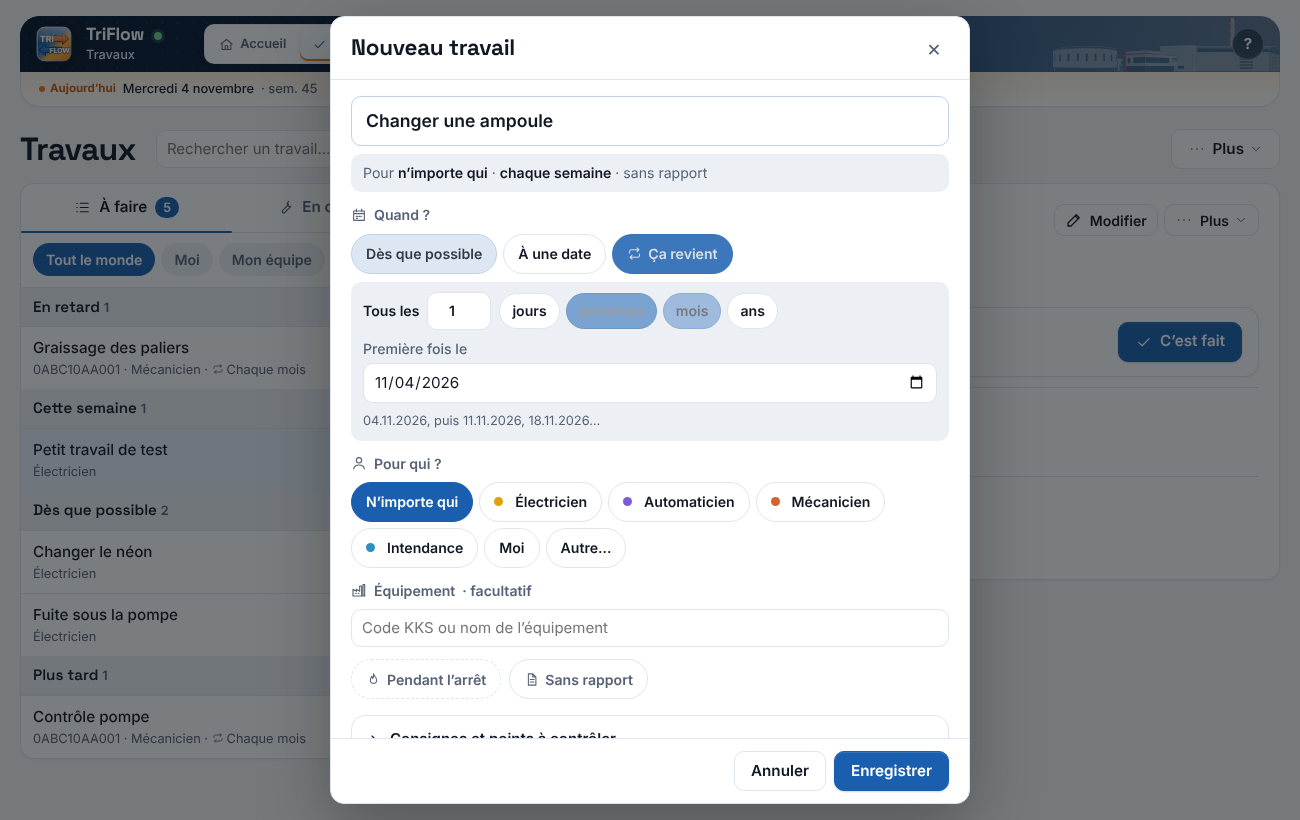 Nouveau travail
TRI FLOW
TriFlow
Travaux
Accueil
?
Aujourd'hui Mercredi 4 novembre · sem. 45
Travaux
Rechercher un travail...
Plus
À faire 5
Tout le monde Moi Mon équipe
Modifier Plus
En retard 1
Graissage des paliers
0ABC10AA001 · Mécanicien · Chaque mois
C'est fait
Cette semaine 1
Petit travail de test
Électricien
Dès que possible 2
Changer le néon
Électricien
Fuite sous la pompe
Électricien
Plus tard 1
Contrôle pompe
0ABC10AA001 · Mécanicien · Chaque mois
Changer une ampoule
Pour n’importe qui · chaque semaine · sans rapport
Quand ?
Dès que possible À une date Ça revient
Tous les 1 jours mois ans
Première fois le
11/04/2026
04.11.2026, puis 11.11.2026, 18.11.2026…
Pour qui ?
N’importe qui Électricien Automaticien Mécanicien
Intendance Moi Autre…
Équipement · facultatif
Code KKS ou nom de l’équipement
Pendant l’arrêt Sans rapport
Consignes et points à contrôler
Annuler Enregistrer